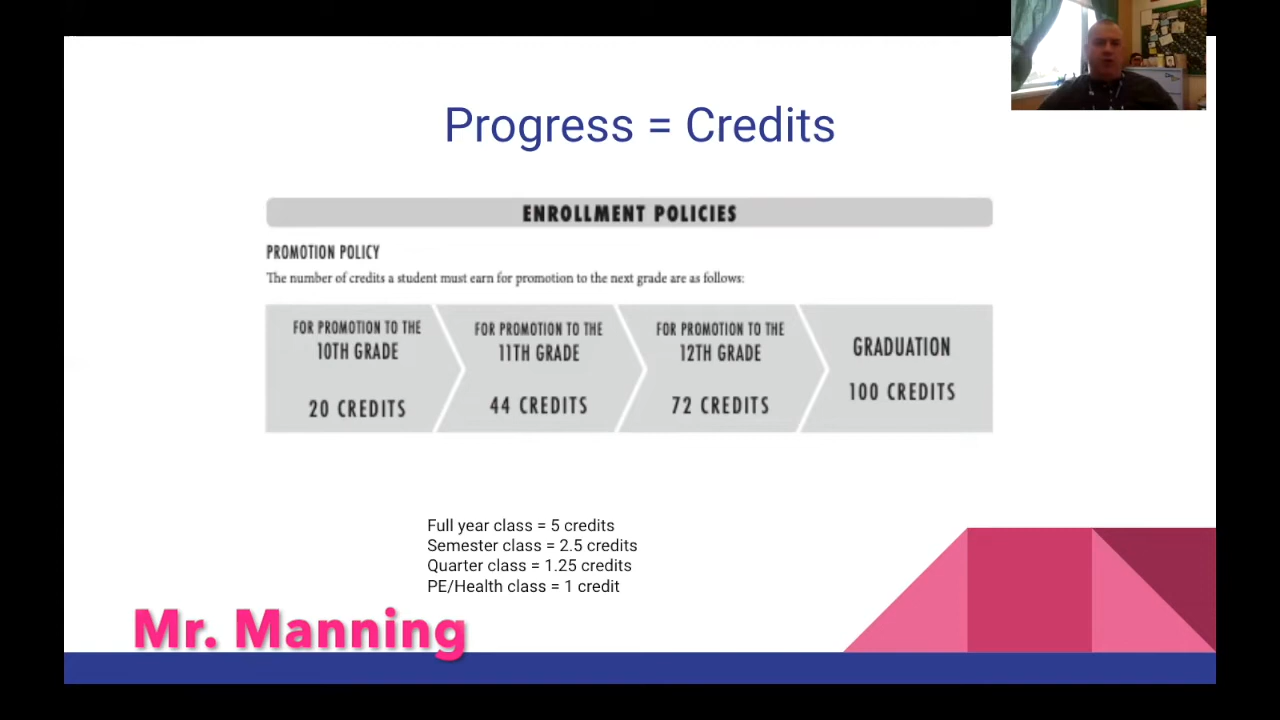 Progress = Credits
ENROLLMENT POLICIES
PROMOTION POLICY
The number of credits a student must earn for promotion to the next grade are as follows:
FOR PROMOTION TO THE
10TH GRADE
20 CREDITS
FOR PROMOTION TO THE
11TH GRADE
44 CREDITS
FOR PROMOTION TO THE
12TH GRADE
72 CREDITS
GRADUATION
100 CREDITS
Full year class = 5 credits
Semester class = 2.5 credits
Quarter class = 1.25 credits
PE/Health class = 1 credit
Mr. Manning